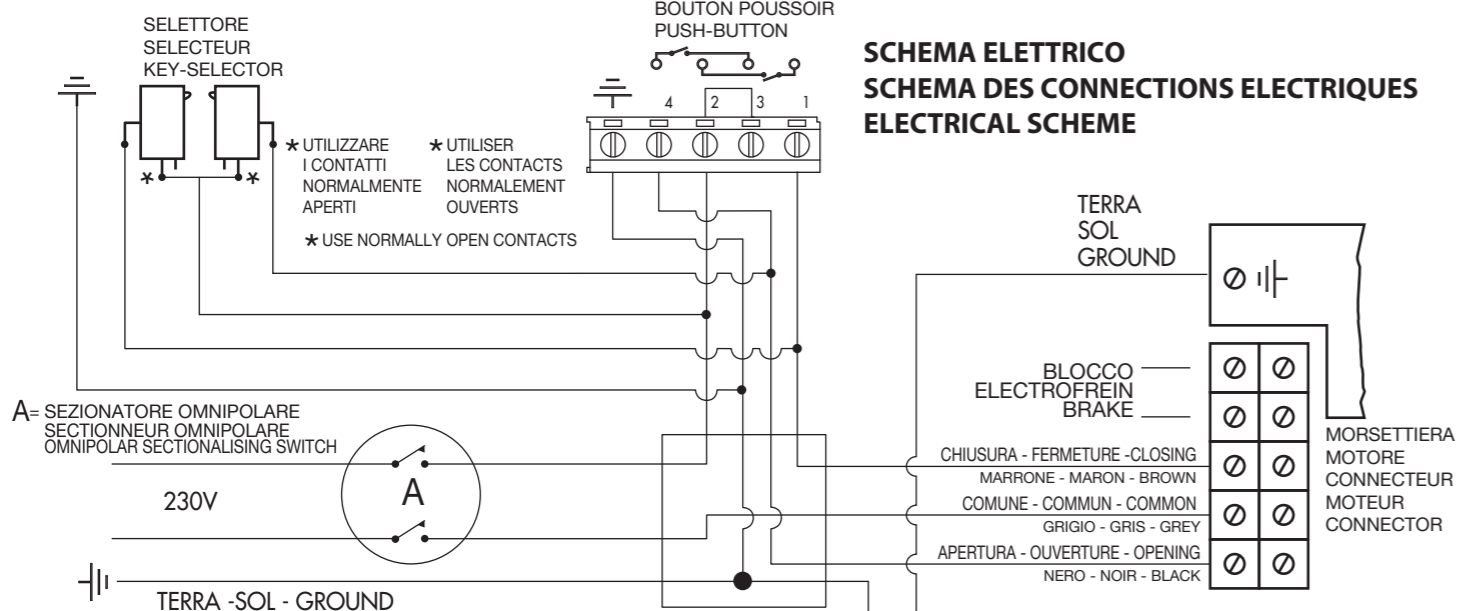 BOUTON POUSSOIR
PUSH-BUTTON
SELETTORE
SELECTEUR
KEY-SELECTOR
SCHEMA ELETTRICO
SCHEMA DES CONNECTIONS ELECTRIQUES
ELECTRICAL SCHEME
4 2 3 1
* UTILIZZARE
I CONTATTI
NORMALMENTE
APERTI
* UTILISER
LES CONTACTS
NORMALEMENT
OUVERTS
* *
* USE NORMALLY OPEN CONTACTS
TERRA
SOL
GROUND
BLOCCO
ELECTROFREIN
BRAKE
A= SEZIONATORE OMNIPOLARE
SECTIONNEUR OMNIPOLARE
OMNIPOLAR SECTIONALISING SWITCH
230V
A
CHIUSURA - FERMETURE -CLOSING
MARRONE - MARON - BROWN
COMUNE - COMMUN - COMMON
GRIGIO - GRIS - GREY
APERTURA - OUVERTURE - OPENING
NERO - NOIR - BLACK
MORSETTIERA
MOTORE
CONNECTEUR
MOTEUR
CONNECTOR
TERRA -SOL - GROUND